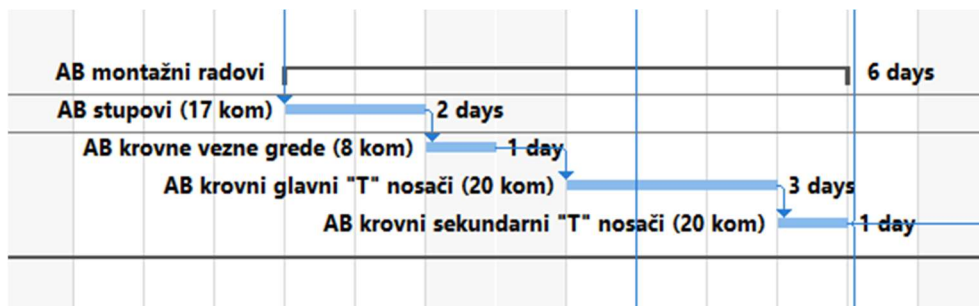 AB montažni radovi 6 days
AB stupovi (17 kom) 2 days
AB krovne vezne grede (8 kom) 1 day
AB krovni glavni "T" nosači (20 kom) 3 days
AB krovni sekundarni "T" nosači (20 kom) 1 day